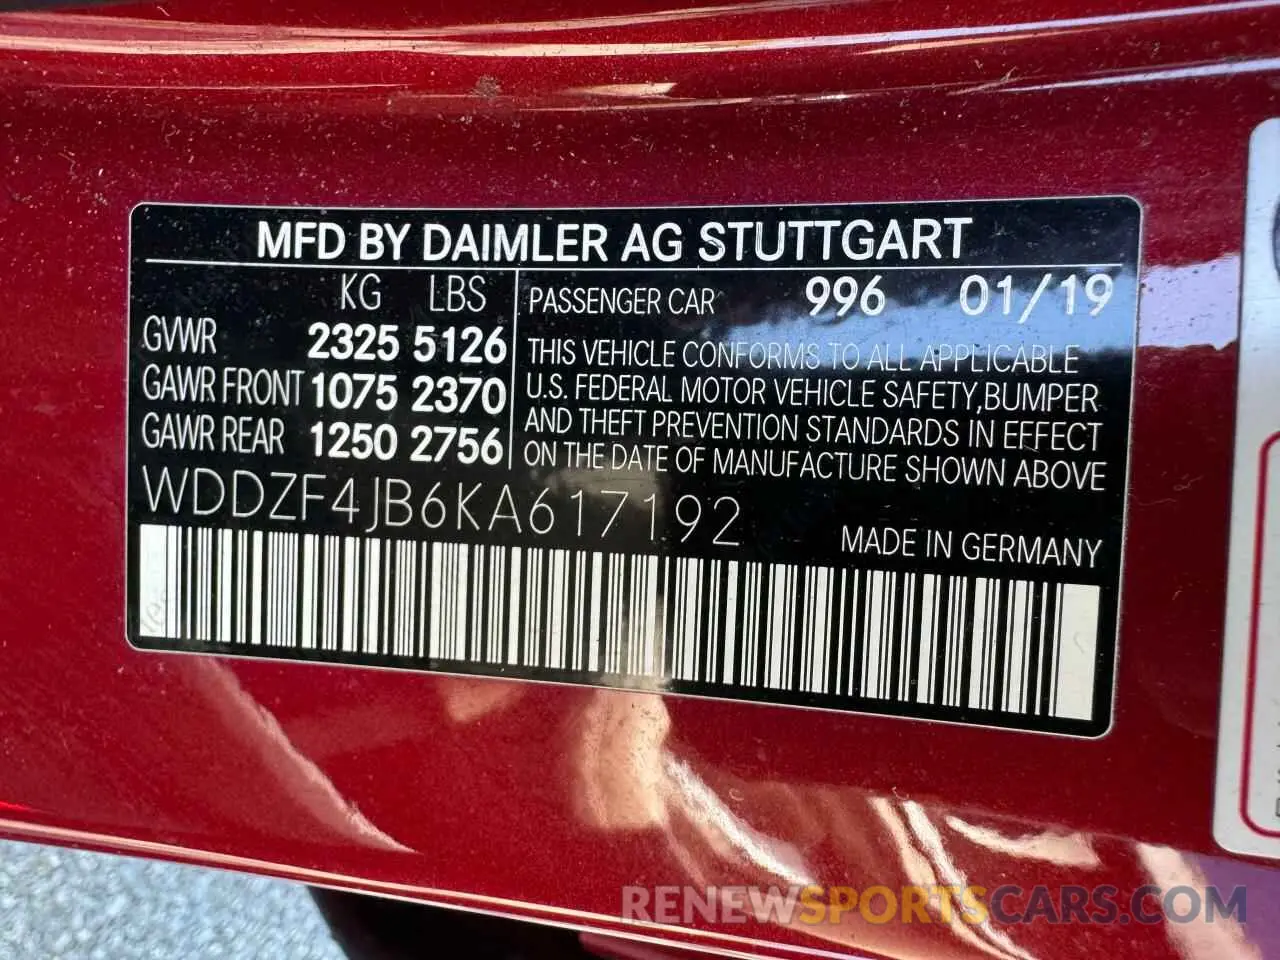 MFD BY DAIMLER AG STUTTGART
KG LBS
GVWR 2325 5126
GAWR FRONT 1075 2370
GAWR REAR 1250 2756
PASSENGER CAR 996 01/19
THIS VEHICLE CONFORMS TO ALL APPLICABLE
U.S. FEDERAL MOTOR VEHICLE SAFETY,BUMPER
AND THEFT PREVENTION STANDARDS IN EFFECT
ON THE DATE OF MANUFACTURE SHOWN ABOVE
WDDZF4JB6KA617192
MADE IN GERMANY
RENEWSPORTSCARS.COM